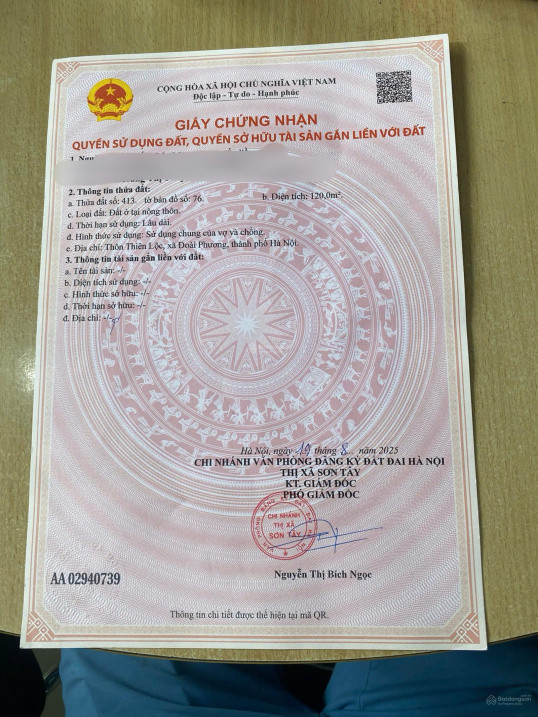 CỘNG HÒA XÃ HỘI CHỦ NGHĨA VIỆT NAM
Độc lập - Tự do - Hạnh phúc
GIẤY CHỨNG NHẬN
QUYỀN SỬ DỤNG ĐẤT, QUYỀN SỞ HỮU TÀI SẢN GẮN LIỀN VỚI ĐẤT
2. Thông tin thửa đất:
a. Thửa đất số: 413. tờ bản đồ số: 76. b. Diện tích: 120,0m².
c. Loại đất: Đất ở tại nông thôn.
d. Thời hạn sử dụng: Lâu dài.
đ. Hình thức sử dụng: Sử dụng chung của vợ và chồng.
e. Địa chỉ: Thôn Thiên Lộc, xã Đoài Phương, thành phố Hà Nội.
3. Thông tin tài sản gắn liền với đất:
a. Tên tài sản: -/-
b. Diện tích sử dụng: -/-
c. Hình thức sở hữu: -/-
d. Thời hạn sở hữu: -/-
đ. Địa chỉ: -/-
Hà Nội, ngày 19 tháng 8 năm 2025
CHI NHÁNH VĂN PHÒNG ĐĂNG KÝ ĐẤT ĐAI HÀ NỘI
THỊ XÃ SƠN TÂY
KT. GIÁM ĐỐC
PHÓ GIÁM ĐỐC
CHI NHÁNH
THỊ XÃ
SƠN TÂY
Nguyễn Thị Bích Ngọc
AA 02940739
Thông tin chi tiết được thể hiện tại mã QR.
Batdongsan